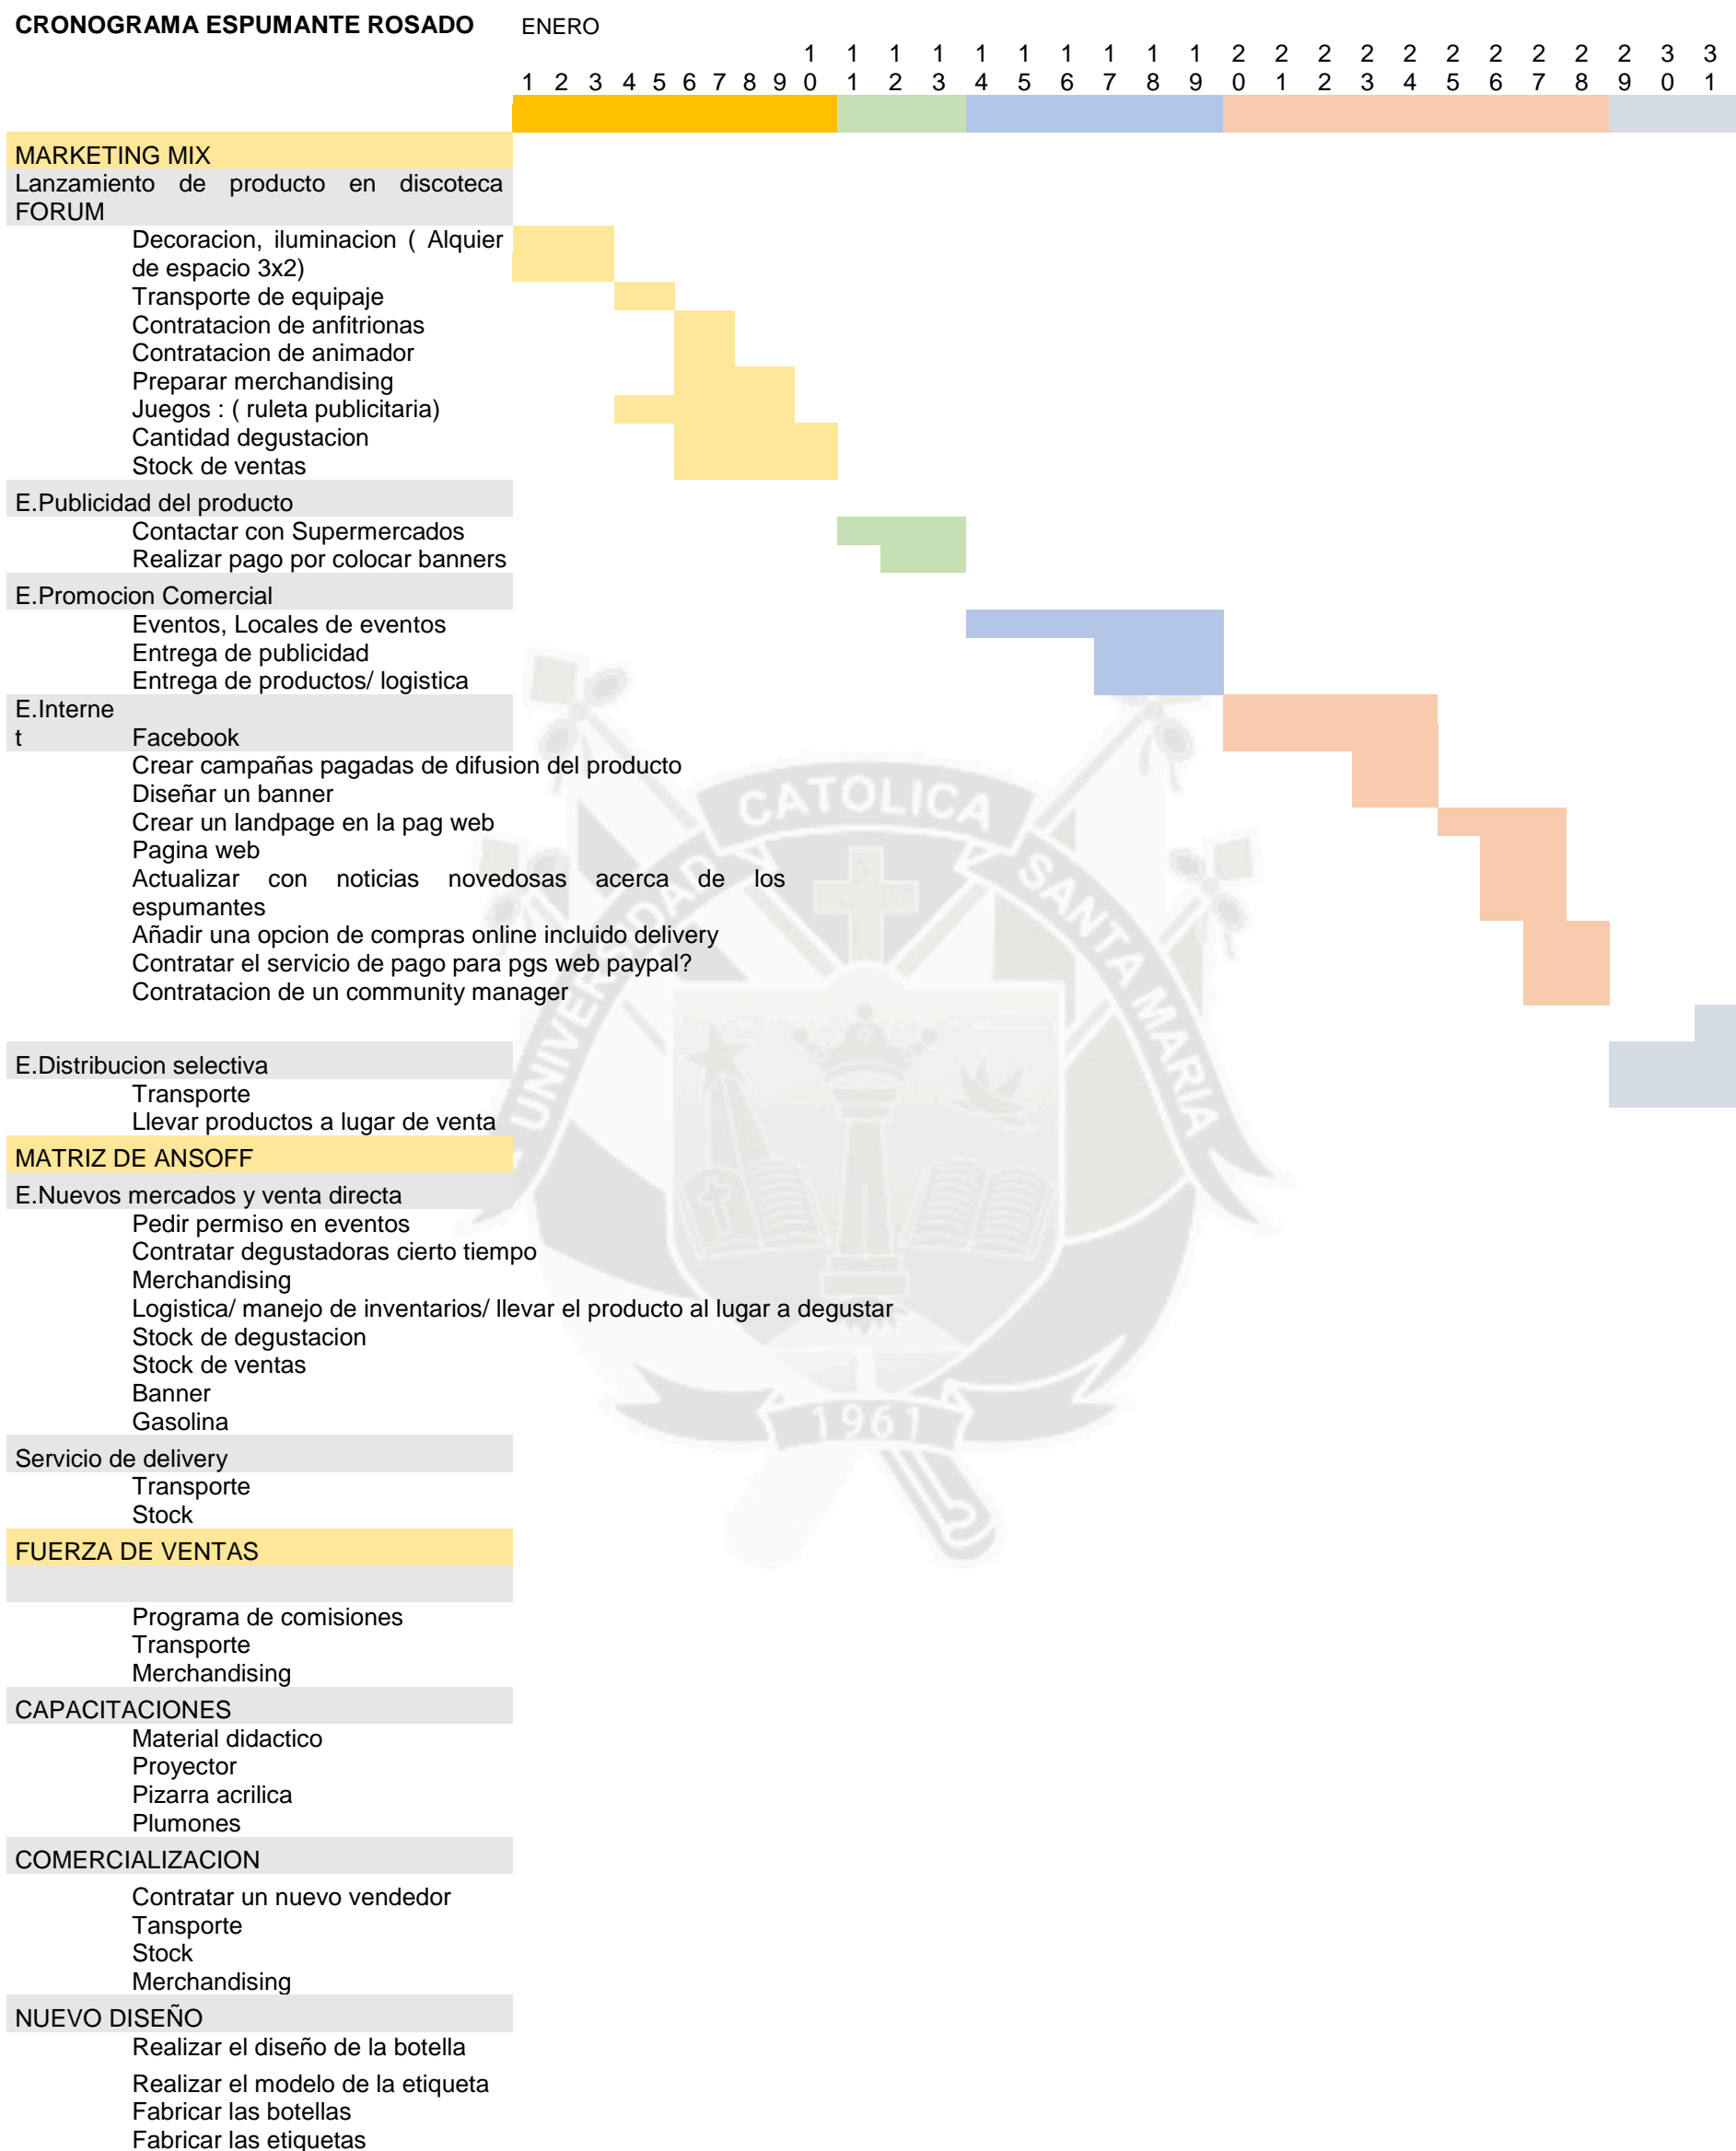 CRONOGRAMA ESPUMANTE ROSADO ENERO
1 2 3 4 5 6 7 8 9 10 11 12 13 14 15 16 17 18 19 20 21 22 23 24 25 26 27 28 29 30 31
MARKETING MIX
Lanzamiento de producto en discoteca
FORUM
Decoracion, iluminacion ( Alquier
de espacio 3x2)
Transporte de equipaje
Contratacion de anfitrionas
Contratacion de animador
Preparar merchandising
Juegos : ( ruleta publicitaria)
Cantidad degustacion
Stock de ventas
E.Publicidad del producto
Contactar con Supermercados
Realizar pago por colocar banners
E.Promocion Comercial
Eventos, Locales de eventos
Entrega de publicidad
Entrega de productos/ logistica
E.Interne
t Facebook
Crear campañas pagadas de difusion del producto
Diseñar un banner
Crear un landpage en la pag web
Pagina web
Actualizar con noticias novedosas acerca de los
espumantes
Añadir una opcion de compras online incluido delivery
Contratar el servicio de pago para pgs web paypal?
Contratacion de un community manager
E.Distribucion selectiva
Transporte
Llevar productos a lugar de venta
MATRIZ DE ANSOFF
E.Nuevos mercados y venta directa
Pedir permiso en eventos
Contratar degustadoras cierto tiempo
Merchandising
Logistica/ manejo de inventarios/ llevar el producto al lugar a degustar
Stock de degustacion
Stock de ventas
Banner
Gasolina
Servicio de delivery
Transporte
Stock
FUERZA DE VENTAS
Programa de comisiones
Transporte
Merchandising
CAPACITACIONES
Material didactico
Proyector
Pizarra acrilica
Plumones
COMERCIALIZACION
Contratar un nuevo vendedor
Tansporte
Stock
Merchandising
NUEVO DISEÑO
Realizar el diseño de la botella
Realizar el modelo de la etiqueta
Fabricar las botellas
Fabricar las etiquetas
UNIVERSIDAD CATOLICA SANTA MARIA
1961